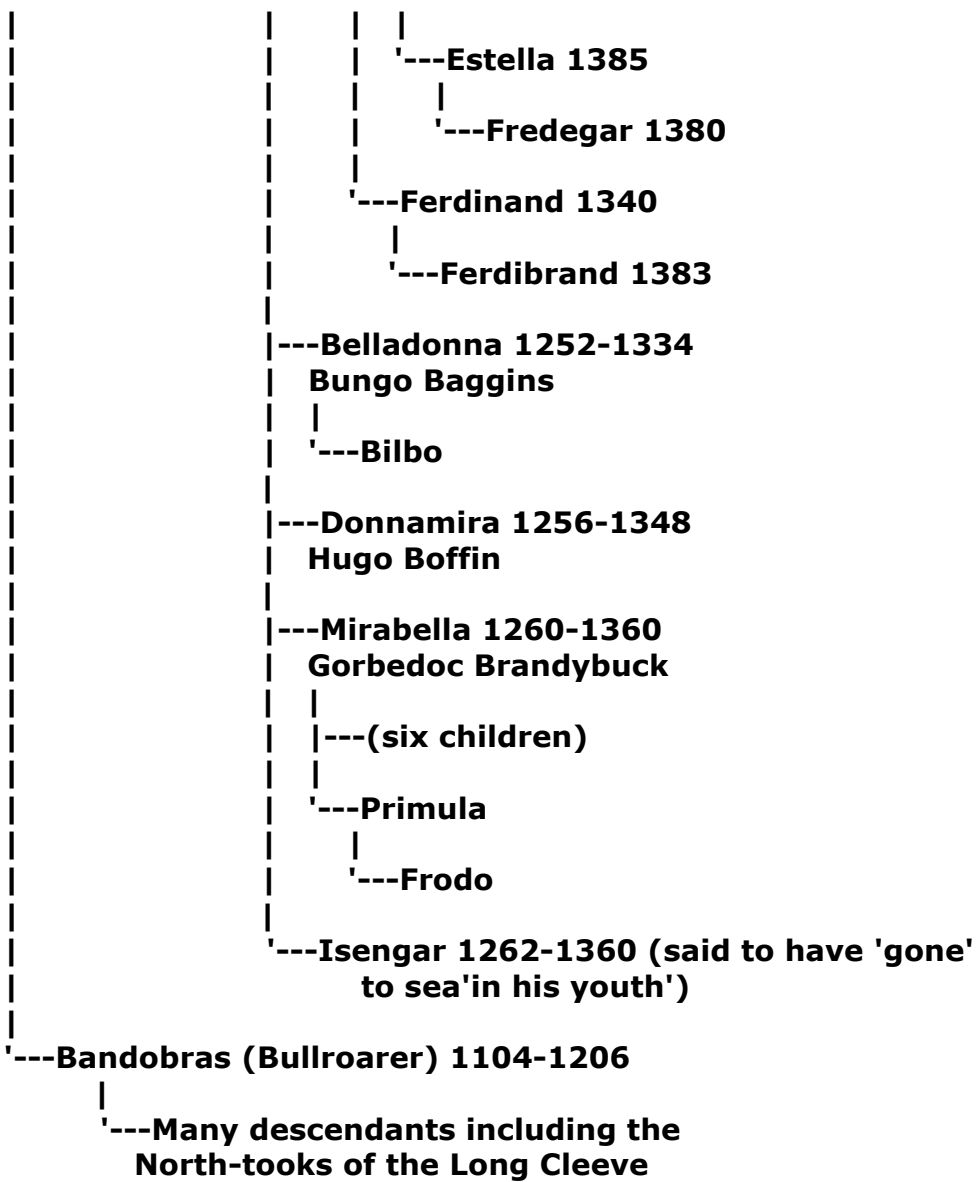 |                          |        |   |
|                          |        |   '---Estella 1385
|                          |        |       |
|                          |        |       '---Fredegar 1380
|                          |        |
|                          |        '---Ferdinand 1340
|                          |            |
|                          |            '---Ferdibrand 1383
|                          |
|                          |---Belladonna 1252-1334
|                          |   Bungo Baggins
|                          |   |
|                          |   '---Bilbo
|                          |
|                          |---Donnamira 1256-1348
|                          |   Hugo Boffin
|                          |
|                          |---Mirabella 1260-1360
|                          |   Gorbedoc Brandybuck
|                          |   |
|                          |   |---(six children)
|                          |   |
|                          |   '---Primula
|                          |       |
|                          |       '---Frodo
|                          |
|                          '---Isengar 1262-1360 (said to have 'gone'
|                                  to sea'in his youth')
|
'---Bandobras (Bullroarer) 1104-1206
         |
         '---Many descendants including the
            North-tooks of the Long Cleeve